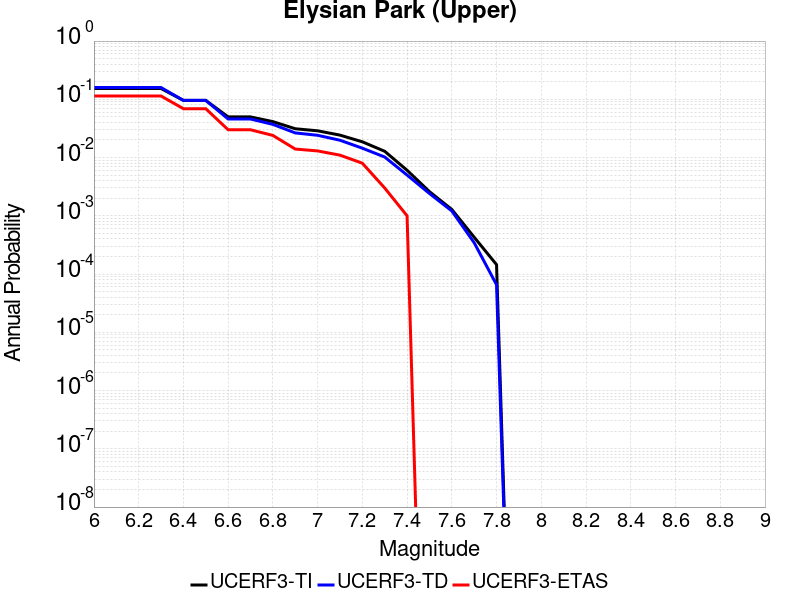 Elysian Park (Upper)
10^0
10^-1
10^-2
10^-3
10^-4
10^-5
10^-6
10^-7
10^-8
Annual Probability
6 6.2 6.4 6.6 6.8 7 7.2 7.4 7.6 7.8 8 8.2 8.4 8.6 8.8 9
Magnitude
UCERF3-TI UCERF3-TD UCERF3-ETAS